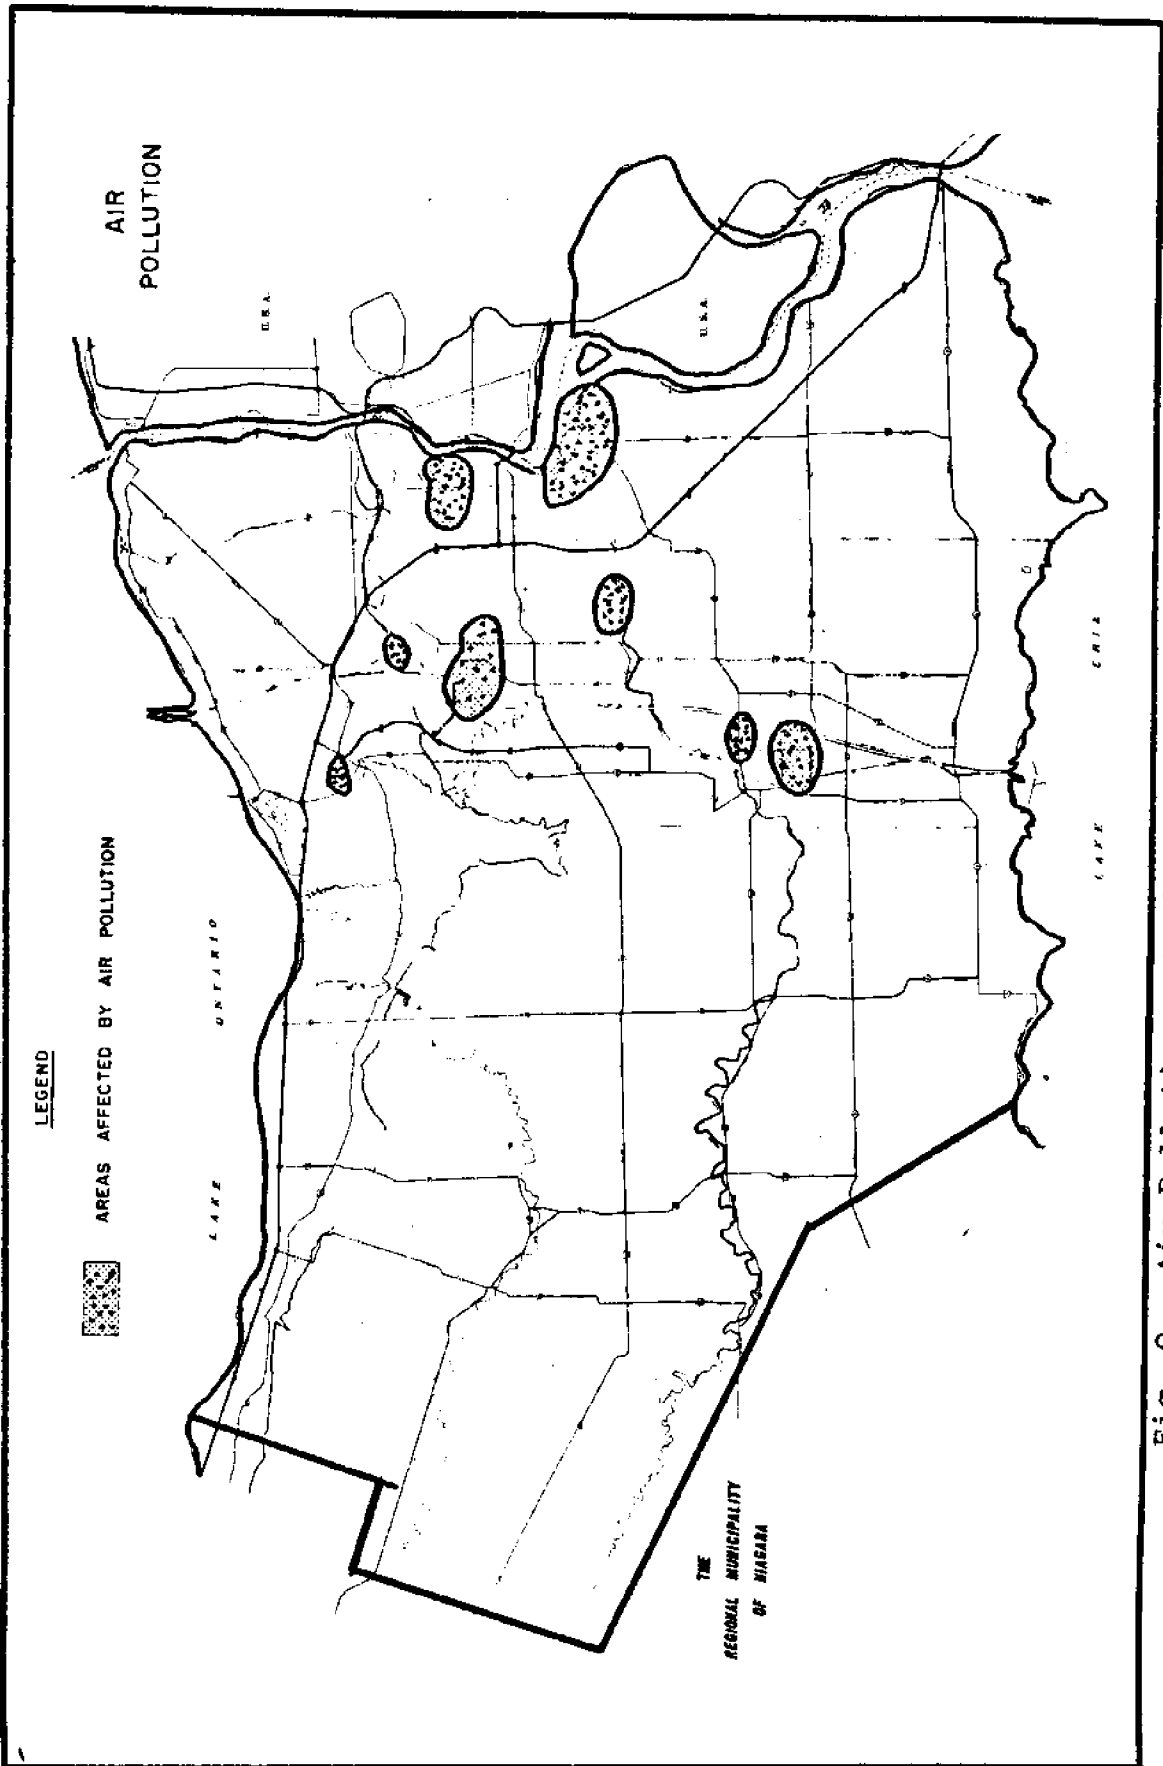 AIR
POLLUTION
LEGEND
AREAS AFFECTED BY AIR POLLUTION
LAKE ONTARIO
U.S.A.
U.S.A.
LAKE ERIE
THE
REGIONAL MUNICIPALITY
OF NIAGARA